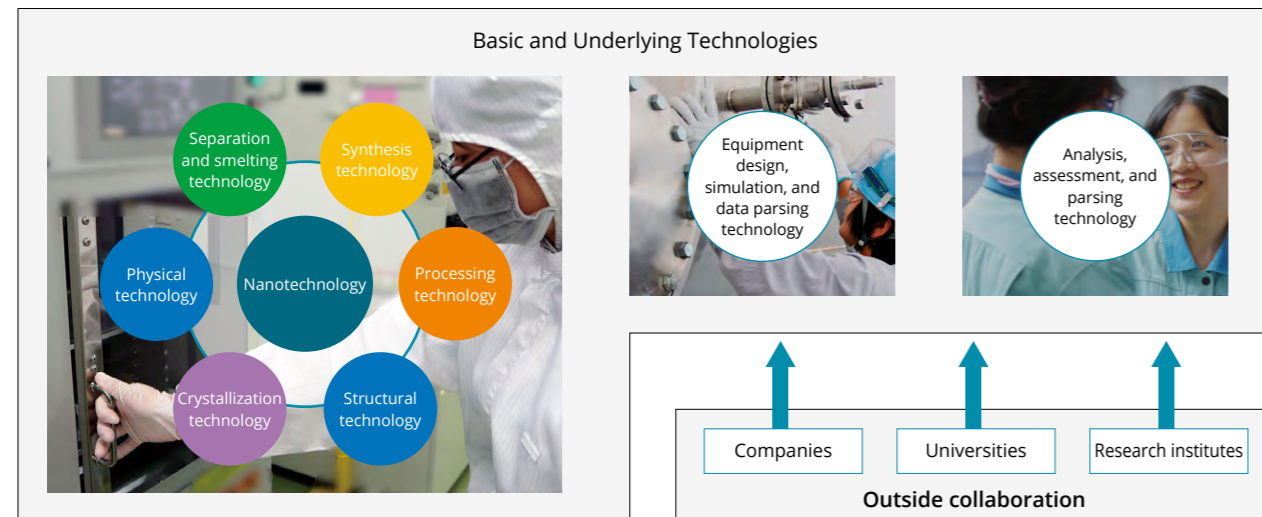 Basic and Underlying Technologies
Separation
and smelting
technology
Synthesis
technology
Physical
technology
Nanotechnology
Processing
technology
Crystallization
technology
Structural
technology
Equipment
design,
simulation, and
data parsing
technology
Analysis,
assessment, and
parsing
technology
Companies
Universities
Research institutes
Outside collaboration